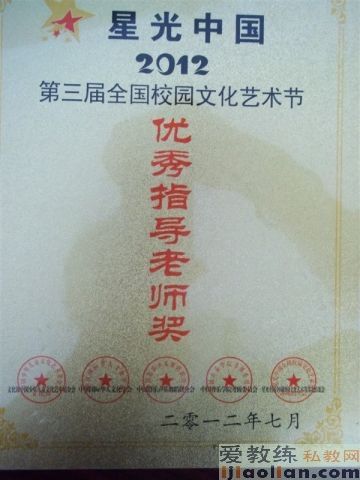 星光中国
2012
第三届全国校园文化艺术节
优秀指导老师奖
二零一二年七月
爱教练私教网
ijiaolian.com